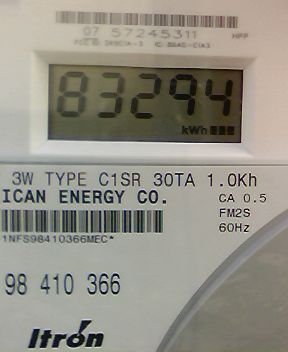 07 57245311 HPP
83294
kWh
3W TYPE C1SR 30TA 1.0Kh
ICAN ENERGY CO. CA 0.5
FM2S
1NFS98410366MEC* 60Hz
98 410 366
Itron